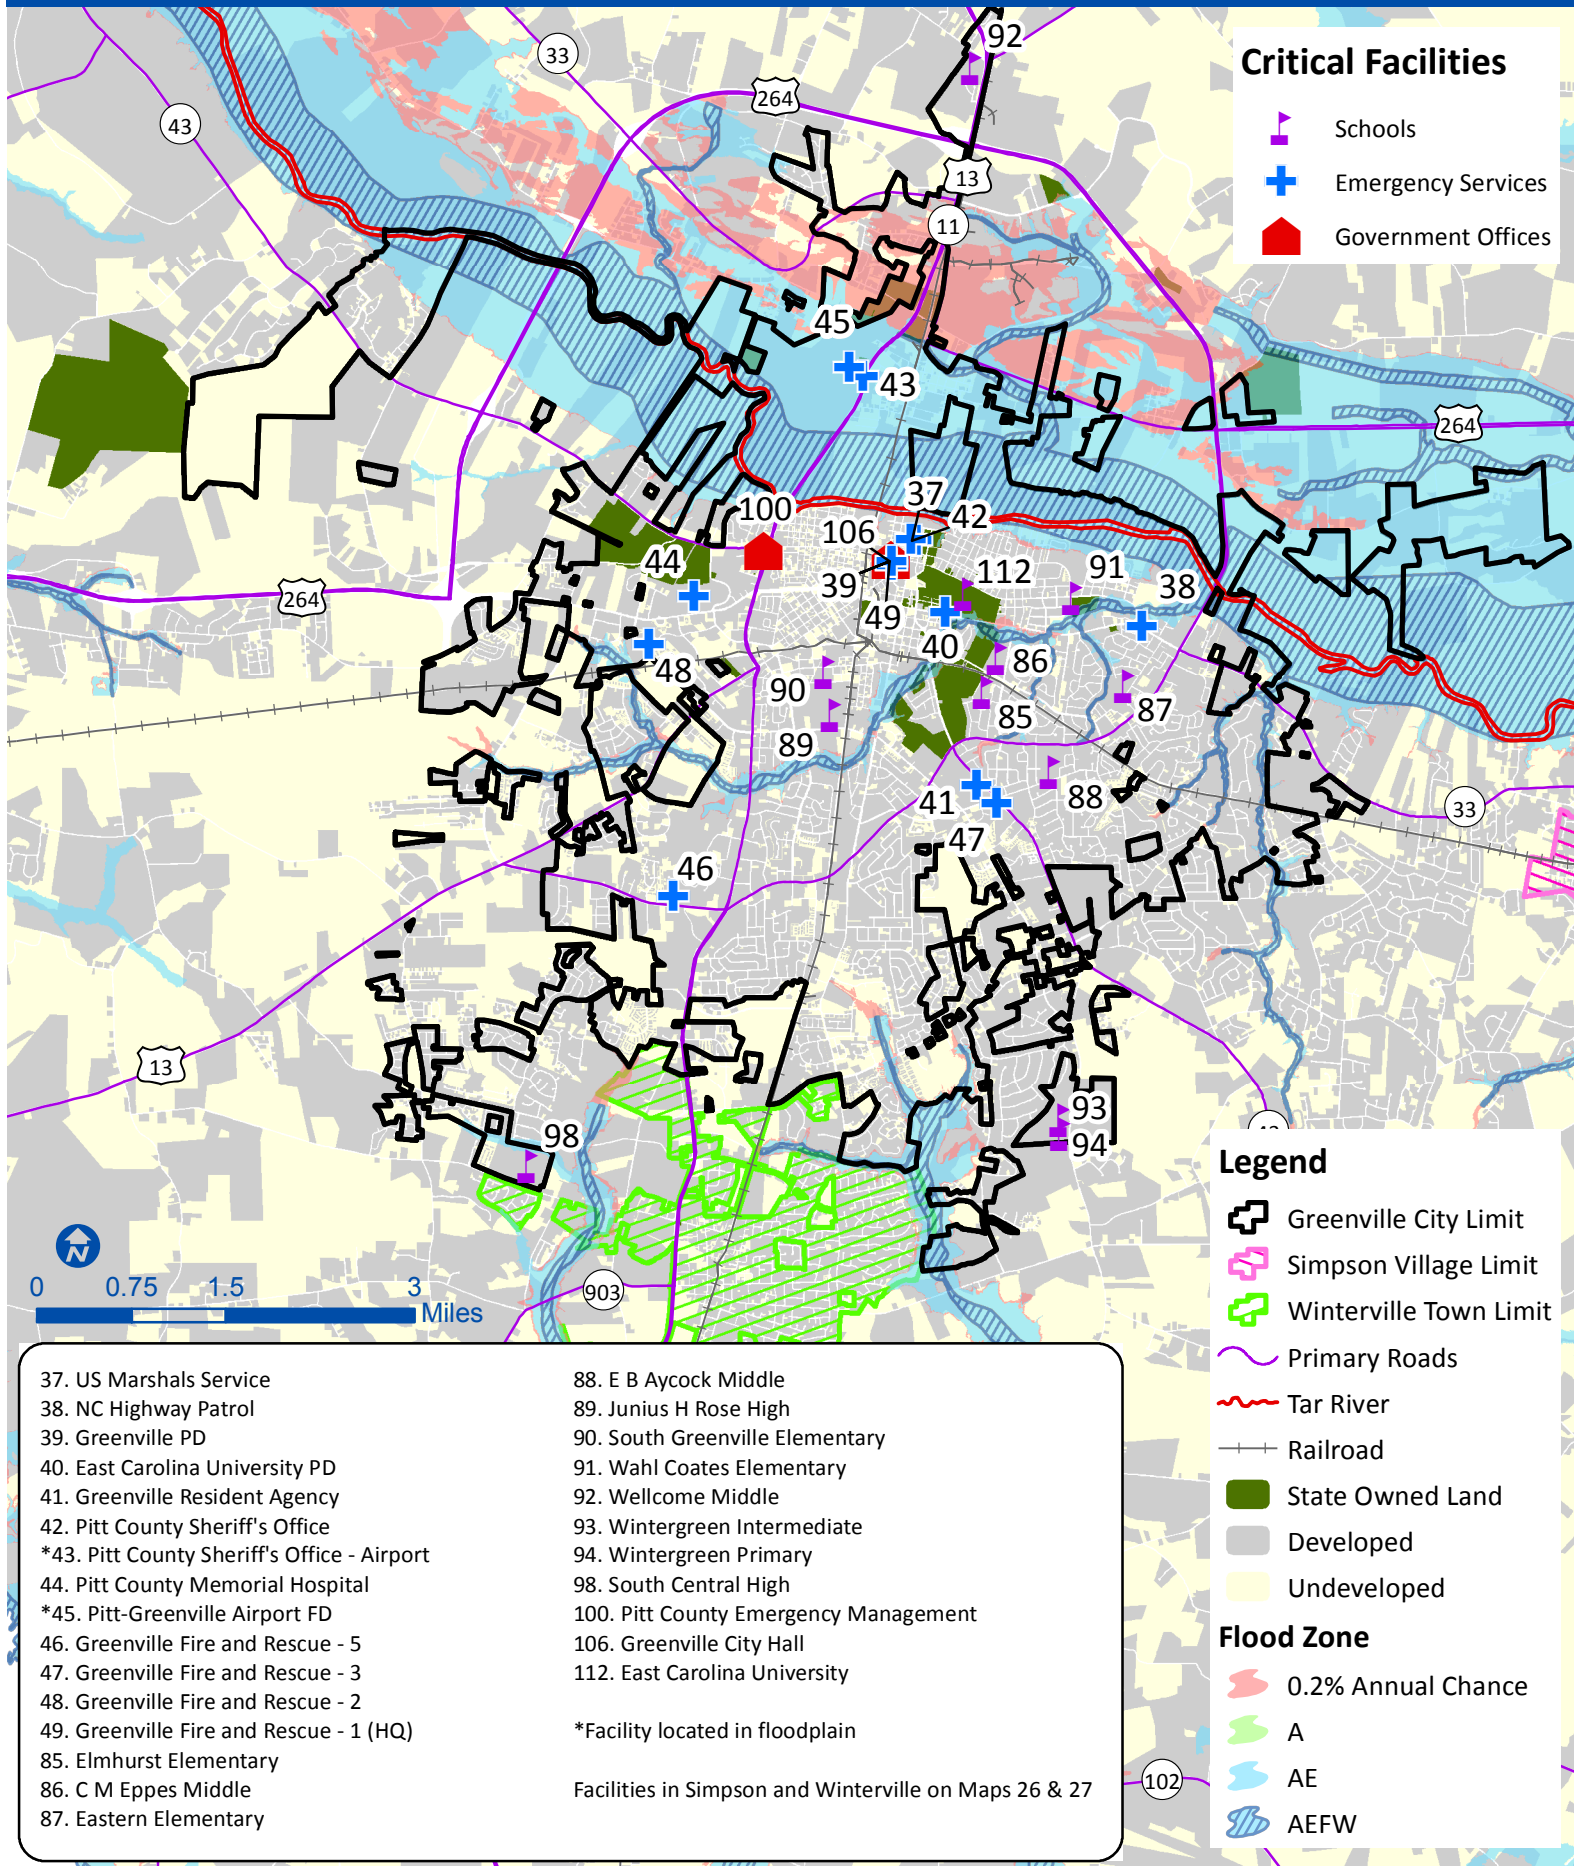 92
Critical Facilities
33
264
Schools
43
13
Emergency Services
11
Government Offices
45
43
264
37
100
42
106
44
112
91
38
264
39
49
40
48
86
90
85
87
89
41
88
33
47
46
13
93
98
94
Legend
Greenville City Limit
Simpson Village Limit
Winterville Town Limit
Primary Roads
Tar River
Railroad
State Owned Land
Developed
Undeveloped
Flood Zone
0.2% Annual Chance
A
AE
AEFW
N
0 0.75 1.5 3
Miles
903
37. US Marshals Service
38. NC Highway Patrol
39. Greenville PD
40. East Carolina University PD
41. Greenville Resident Agency
42. Pitt County Sheriff's Office
*43. Pitt County Sheriff's Office - Airport
44. Pitt County Memorial Hospital
*45. Pitt-Greenville Airport FD
46. Greenville Fire and Rescue - 5
47. Greenville Fire and Rescue - 3
48. Greenville Fire and Rescue - 2
49. Greenville Fire and Rescue - 1 (HQ)
85. Elmhurst Elementary
86. C M Eppes Middle
87. Eastern Elementary
88. E B Aycock Middle
89. Junius H Rose High
90. South Greenville Elementary
91. Wahl Coates Elementary
92. Wellcome Middle
93. Wintergreen Intermediate
94. Wintergreen Primary
98. South Central High
100. Pitt County Emergency Management
106. Greenville City Hall
112. East Carolina University
*Facility located in floodplain
Facilities in Simpson and Winterville on Maps 26 & 27
102